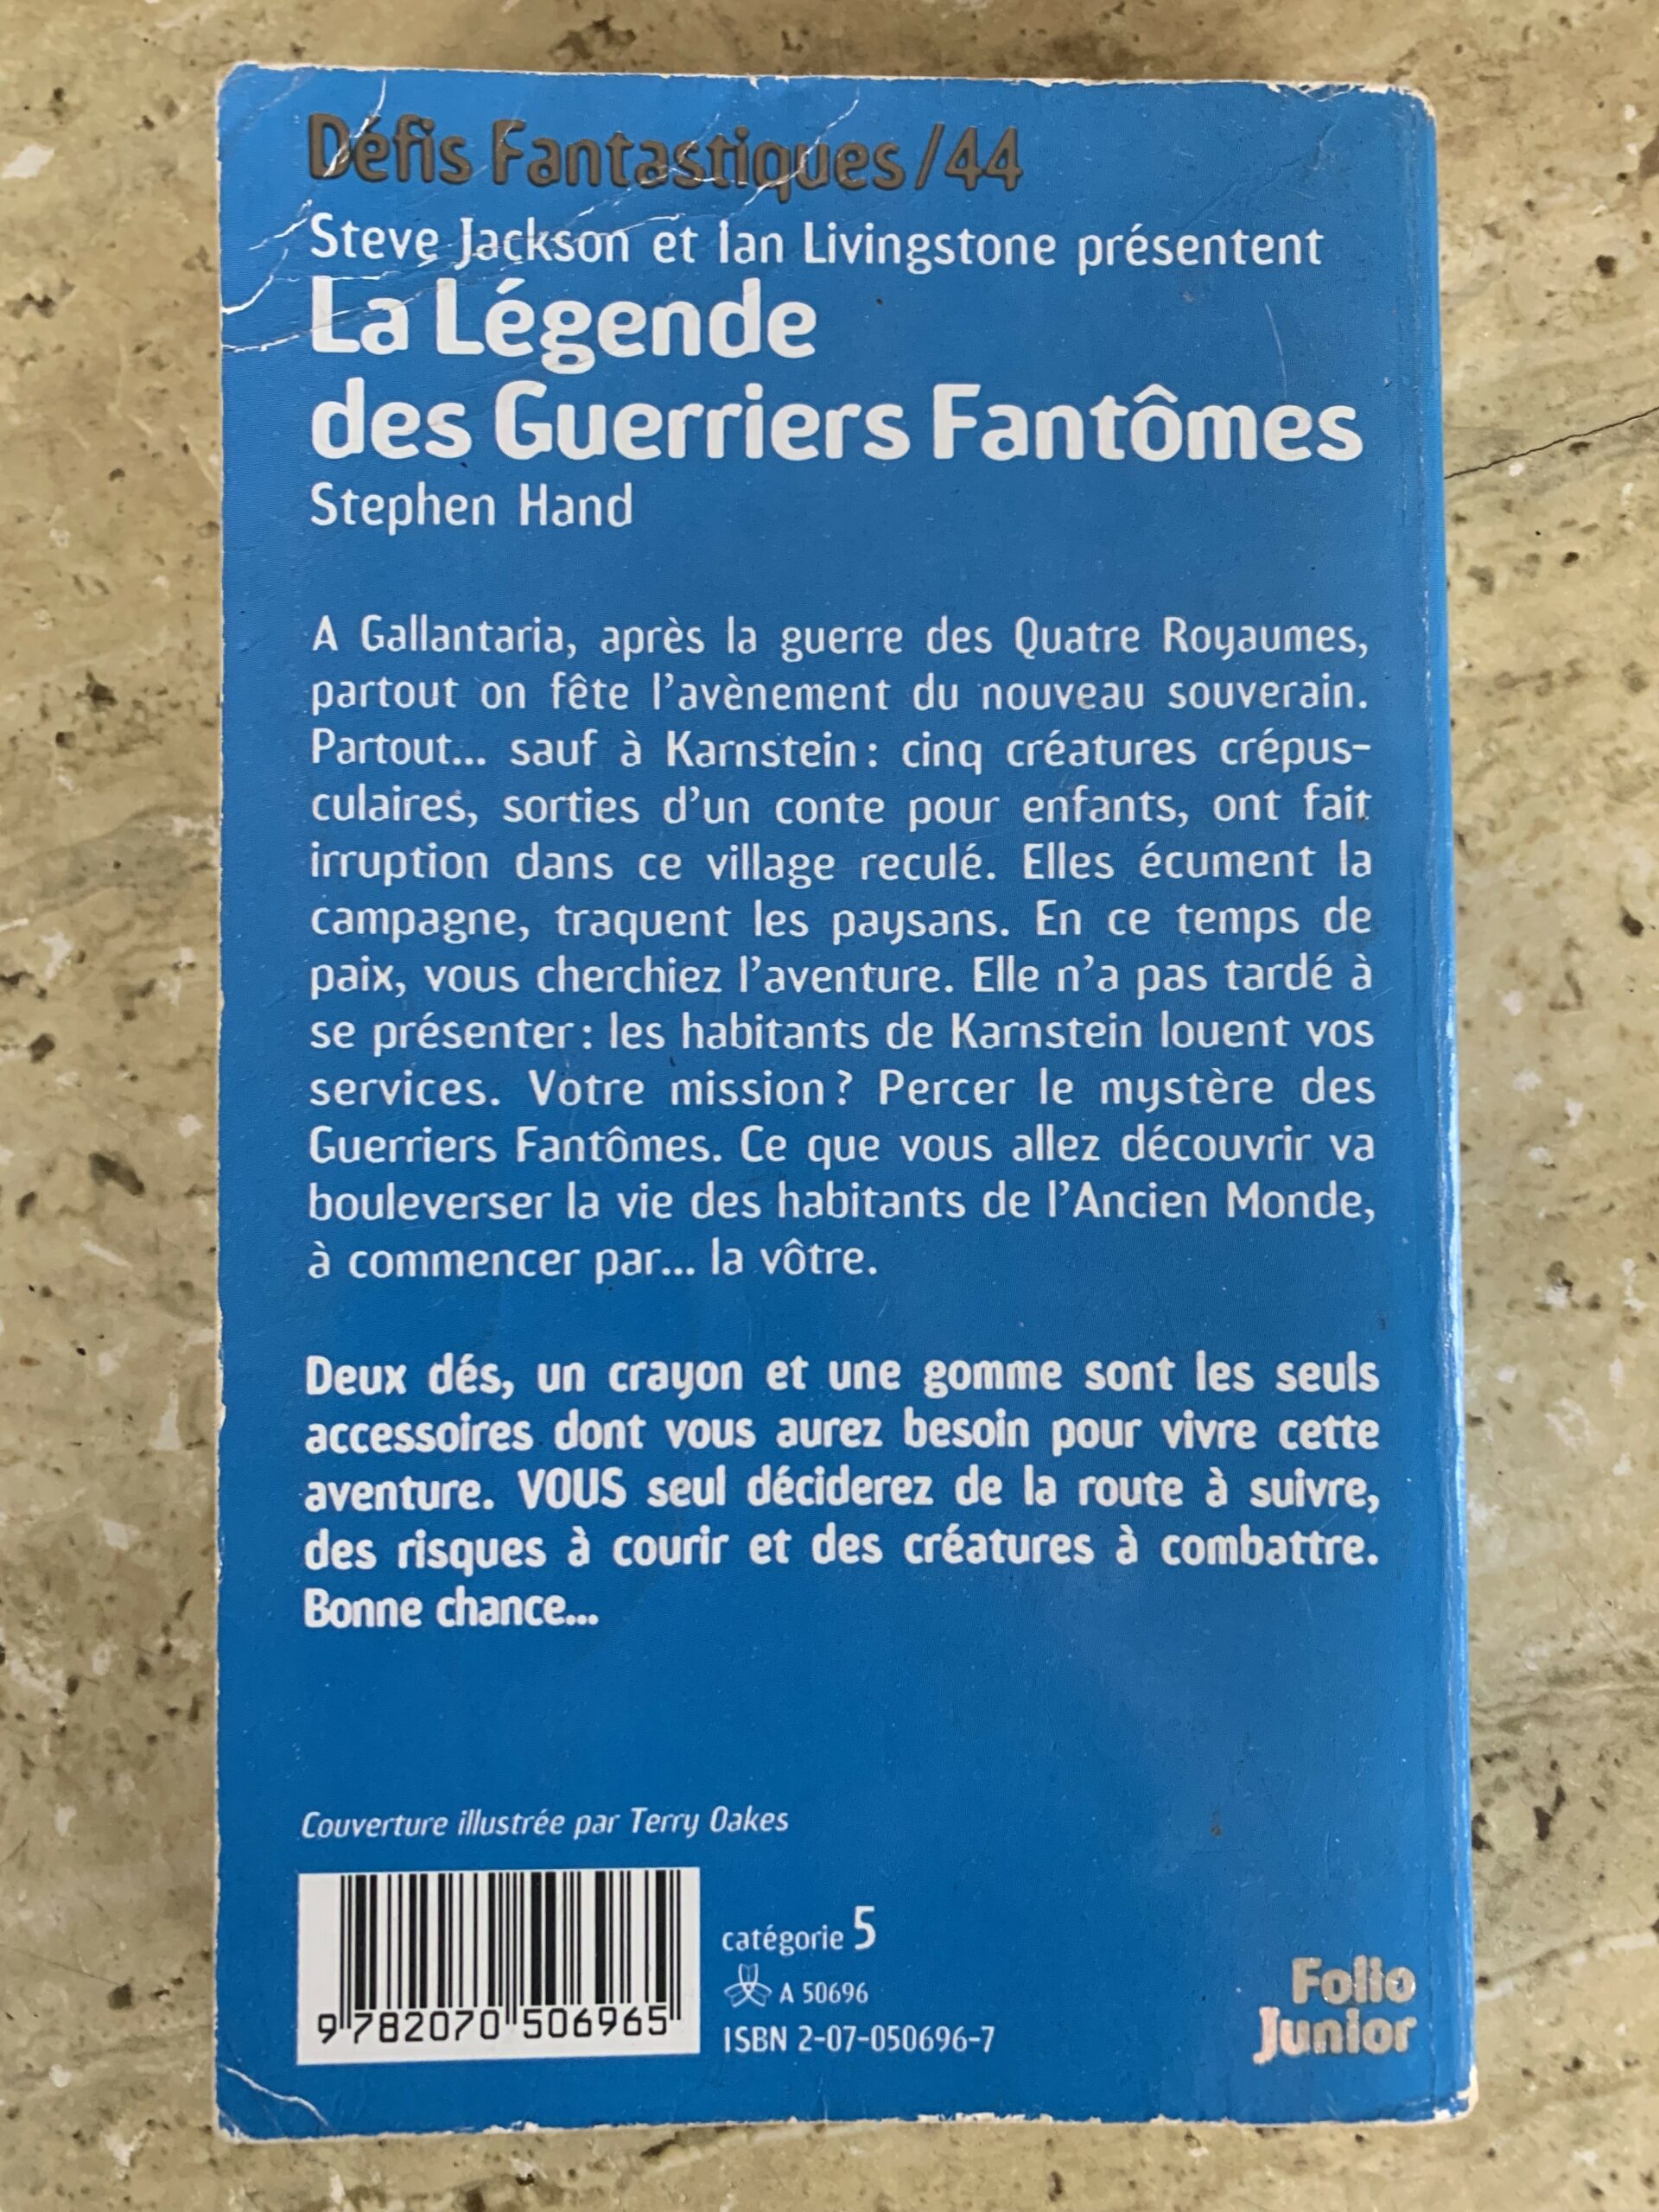 Défis Fantastiques/44
Steve Jackson et Ian Livingstone présentent
La Légende
des Guerriers Fantômes
Stephen Hand
A Gallantaria, après la guerre des Quatre Royaumes,
partout on fête l'avènement du nouveau souverain.
Partout... sauf à Karnstein : cinq créatures crépus-
culaires, sorties d'un conte pour enfants, ont fait
irruption dans ce village reculé. Elles écument la
campagne, traquent les paysans. En ce temps de
paix, vous cherchiez l'aventure. Elle n'a pas tardé à
se présenter : les habitants de Karnstein louent vos
services. Votre mission ? Percer le mystère des
Guerriers Fantômes. Ce que vous allez découvrir va
bouleverser la vie des habitants de l'Ancien Monde,
à commencer par... la vôtre.
Deux dés, un crayon et une gomme sont les seuls
accessoires dont vous aurez besoin pour vivre cette
aventure. VOUS seul déciderez de la route à suivre,
des risques à courir et des créatures à combattre.
Bonne chance...
Couverture illustrée par Terry Oakes
catégorie 5
A 50696
ISBN 2-07-050696-7
9 782070 506965
Folio
Junior